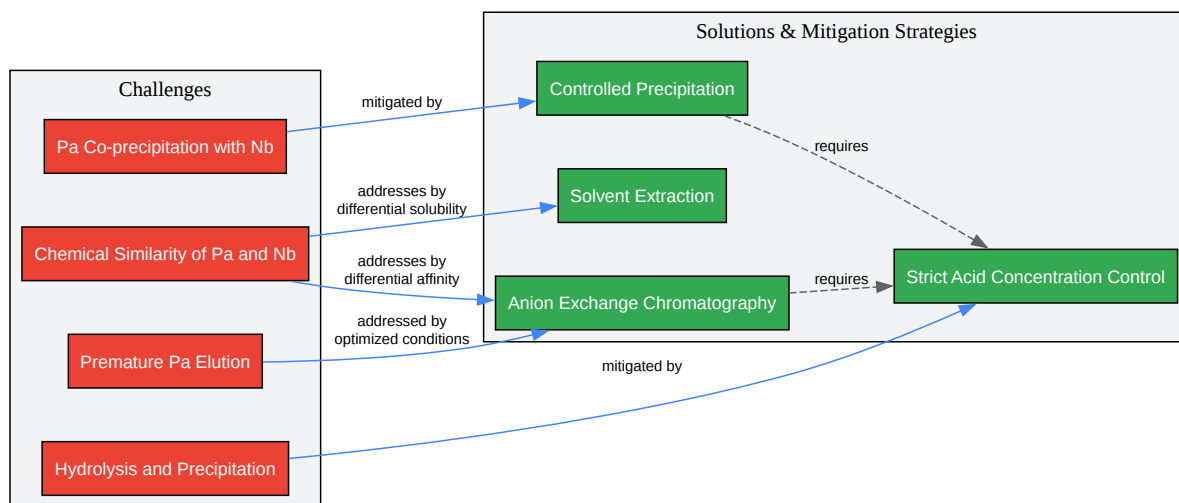 Solutions & Mitigation Strategies
Challenges
Controlled Precipitation
mitigated by
Pa Co-precipitation with Nb
requires
addresses by
differential solubility
Solvent Extraction
Chemical Similarity of Pa and Nb
addresses by
differential affinity
requires
Strict Acid Concentration Control
Anion Exchange Chromatography
addressed by
optimized conditions
Premature Pa Elution
mitigated by
Hydrolysis and Precipitation